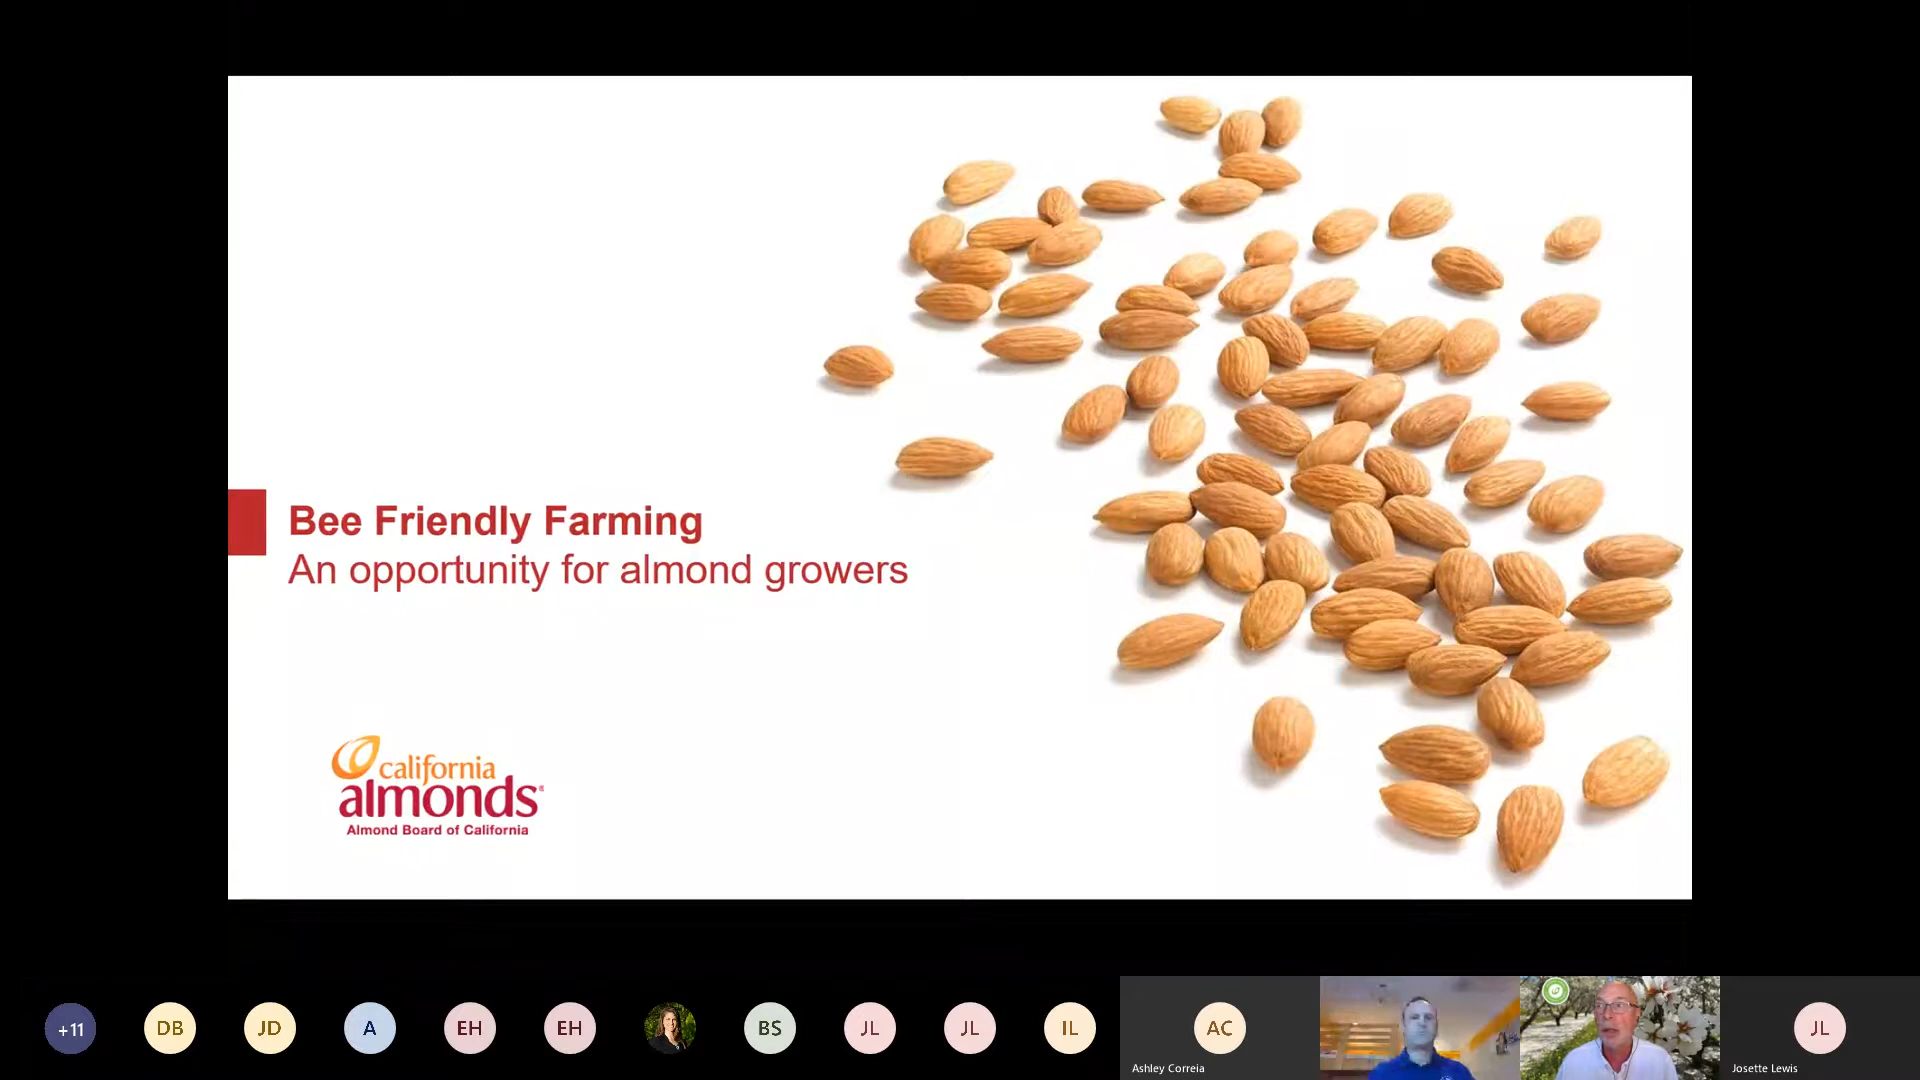 Bee Friendly Farming
An opportunity for almond growers
california
almonds®
Almond Board of California
+11
DB
JD
A
EH
EH
BS
JL
JL
IL
AC
Ashley Correia
JL
Josette Lewis